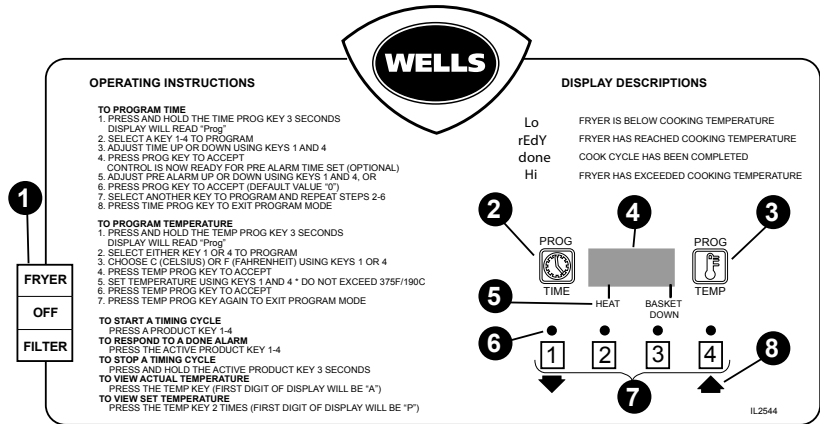 WELLS
OPERATING INSTRUCTIONS
TO PROGRAM TIME
1. PRESS AND HOLD THE TIME PROG KEY 3 SECONDS
DISPLAY WILL READ “Prog”
2. SELECT A KEY 1-4 TO PROGRAM
3. ADJUST TIME UP OR DOWN USING KEYS 1 AND 4
4. PRESS PROG KEY TO ACCEPT
CONTROL IS NOW READY FOR PRE ALARM TIME SET (OPTIONAL)
5. ADJUST PRE ALARM UP OR DOWN USING KEYS 1 AND 4, OR
6. PRESS PROG KEY TO ACCEPT (DEFAULT VALUE “0”)
7. SELECT ANOTHER KEY TO PROGRAM AND REPEAT STEPS 2-6
8. PRESS TIME PROG KEY TO EXIT PROGRAM MODE
TO PROGRAM TEMPERATURE
1. PRESS AND HOLD THE TEMP PROG KEY 3 SECONDS
DISPLAY WILL READ “Prog”
2. SELECT EITHER KEY 1 OR 4 TO PROGRAM
3. CHOOSE C (CELSIUS) OR F (FAHRENHEIT) USING KEYS 1 OR 4
4. PRESS TEMP PROG KEY TO ACCEPT
5. SET TEMPERATURE USING KEYS 1 AND 4 * DO NOT EXCEED 375F/190C
6. PRESS TEMP PROG KEY TO ACCEPT
7. PRESS TEMP PROG KEY AGAIN TO EXIT PROGRAM MODE
TO START A TIMING CYCLE
PRESS A PRODUCT KEY 1-4
TO RESPOND TO A DONE ALARM
PRESS THE ACTIVE PRODUCT KEY 1-4
TO STOP A TIMING CYCLE
PRESS AND HOLD THE ACTIVE PRODUCT KEY 3 SECONDS
TO VIEW ACTUAL TEMPERATURE
PRESS THE TEMP KEY (FIRST DIGIT OF DISPLAY WILL BE “A”)
TO VIEW SET TEMPERATURE
PRESS THE TEMP KEY 2 TIMES (FIRST DIGIT OF DISPLAY WILL BE “P”)
1
FRYER
OFF
FILTER
DISPLAY DESCRIPTIONS
Lo FRYER IS BELOW COOKING TEMPERATURE
rEdY FRYER HAS REACHED COOKING TEMPERATURE
done COOK CYCLE HAS BEEN COMPLETED
Hi FRYER HAS EXCEEDED COOKING TEMPERATURE
2 4 3
PROG PROG
TIME TEMP
5 HEAT BASKET
DOWN
6
1 2 3 4
8
7
IL2544